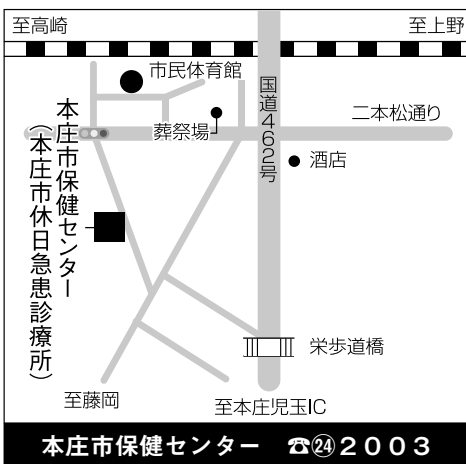 至高崎
至上野
市民体育館
国道462号
二本松通り
葬祭場
酒店
本庄市保健センター
（本庄市休日急患診療所）
栄歩道橋
至藤岡
至本庄児玉IC
本庄市保健センター ☎㉔2003